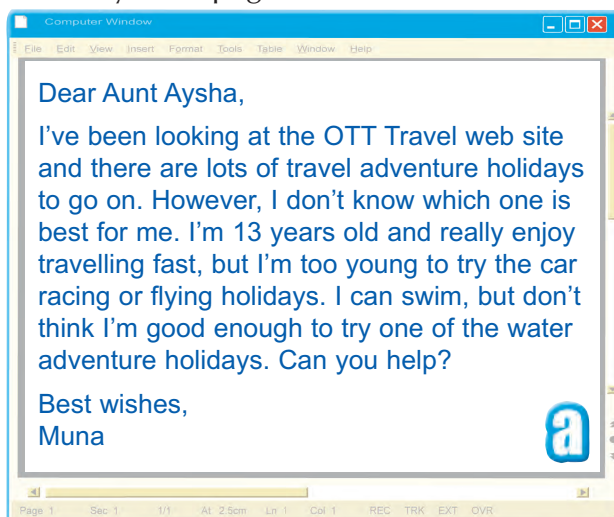 Computer Window
File Edit View Insert Format Tools Table Window Help
Dear Aunt Aysha,
I've been looking at the OTT Travel web site
and there are lots of travel adventure holidays
to go on. However, I don't know which one is
best for me. I'm 13 years old and really enjoy
travelling fast, but I'm too young to try the car
racing or flying holidays. I can swim, but don't
think I'm good enough to try one of the water
adventure holidays. Can you help?
Best wishes,
Muna
a
Page 1 Sec 1 1/1 At 2.5cm Ln 1 Col 1 REC TRK EXT OVR